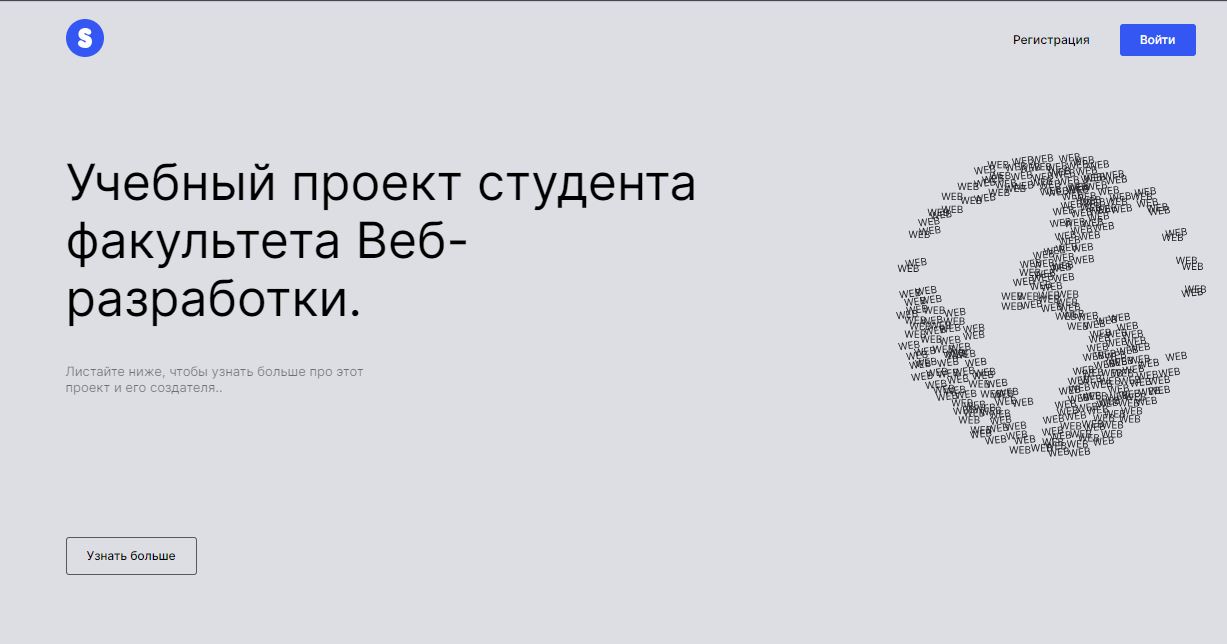 S
Регистрация
Войти
Учебный проект студента
факультета Веб-
разработки.
Листайте ниже, чтобы узнать больше про этот
проект и его создателя..
Узнать больше
WEB